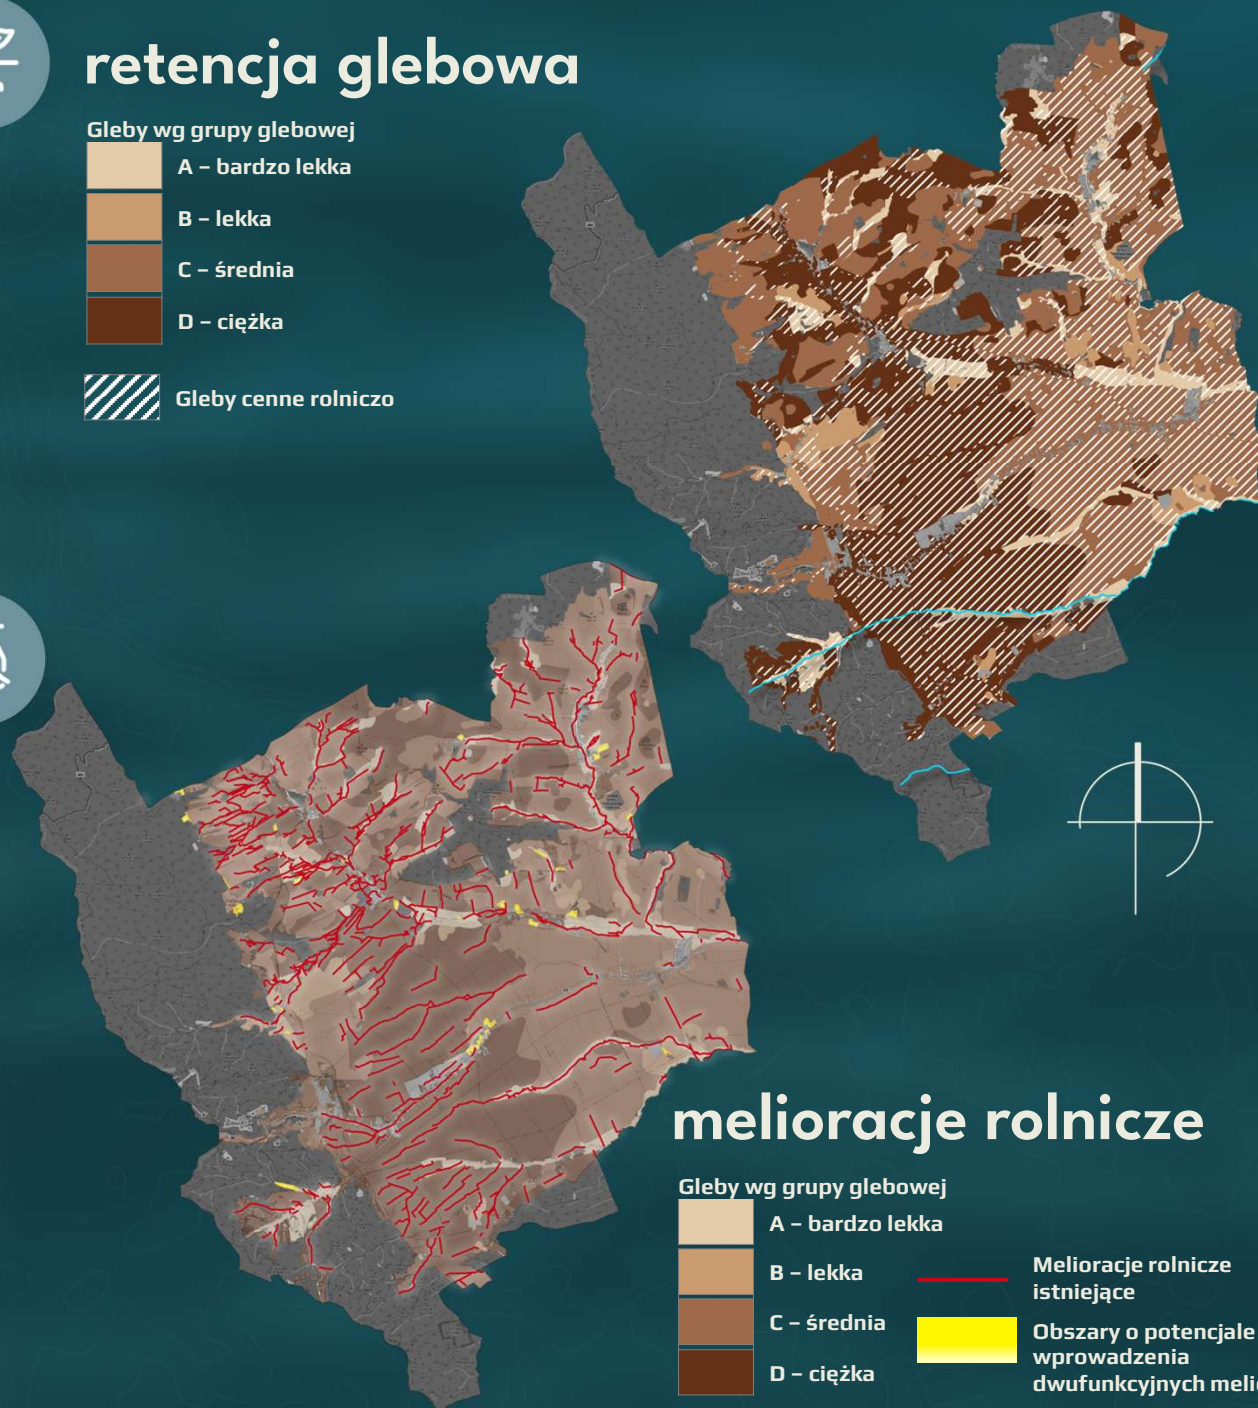 retencja glebowa
Gleby wg grupy glebowej
A – bardzo lekka
B – lekka
C – średnia
D – ciężka
Gleby cenne rolniczo
melioracje rolnicze
Gleby wg grupy glebowej
A – bardzo lekka
B – lekka
C – średnia
D – ciężka
Melioracje rolnicze
istniejące
Obszary o potencjale
wprowadzenia
dwufunkcyjnych